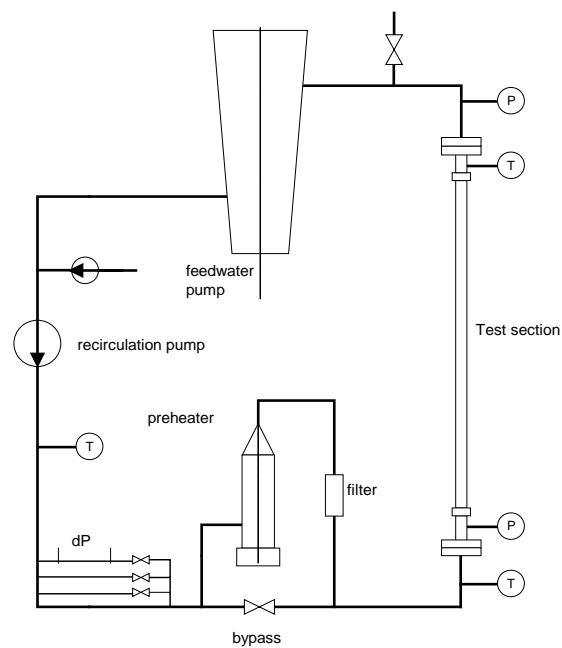 P
T
feedwater
pump
Test section
recirculation pump
preheater
T
filter
P
dP
T
bypass